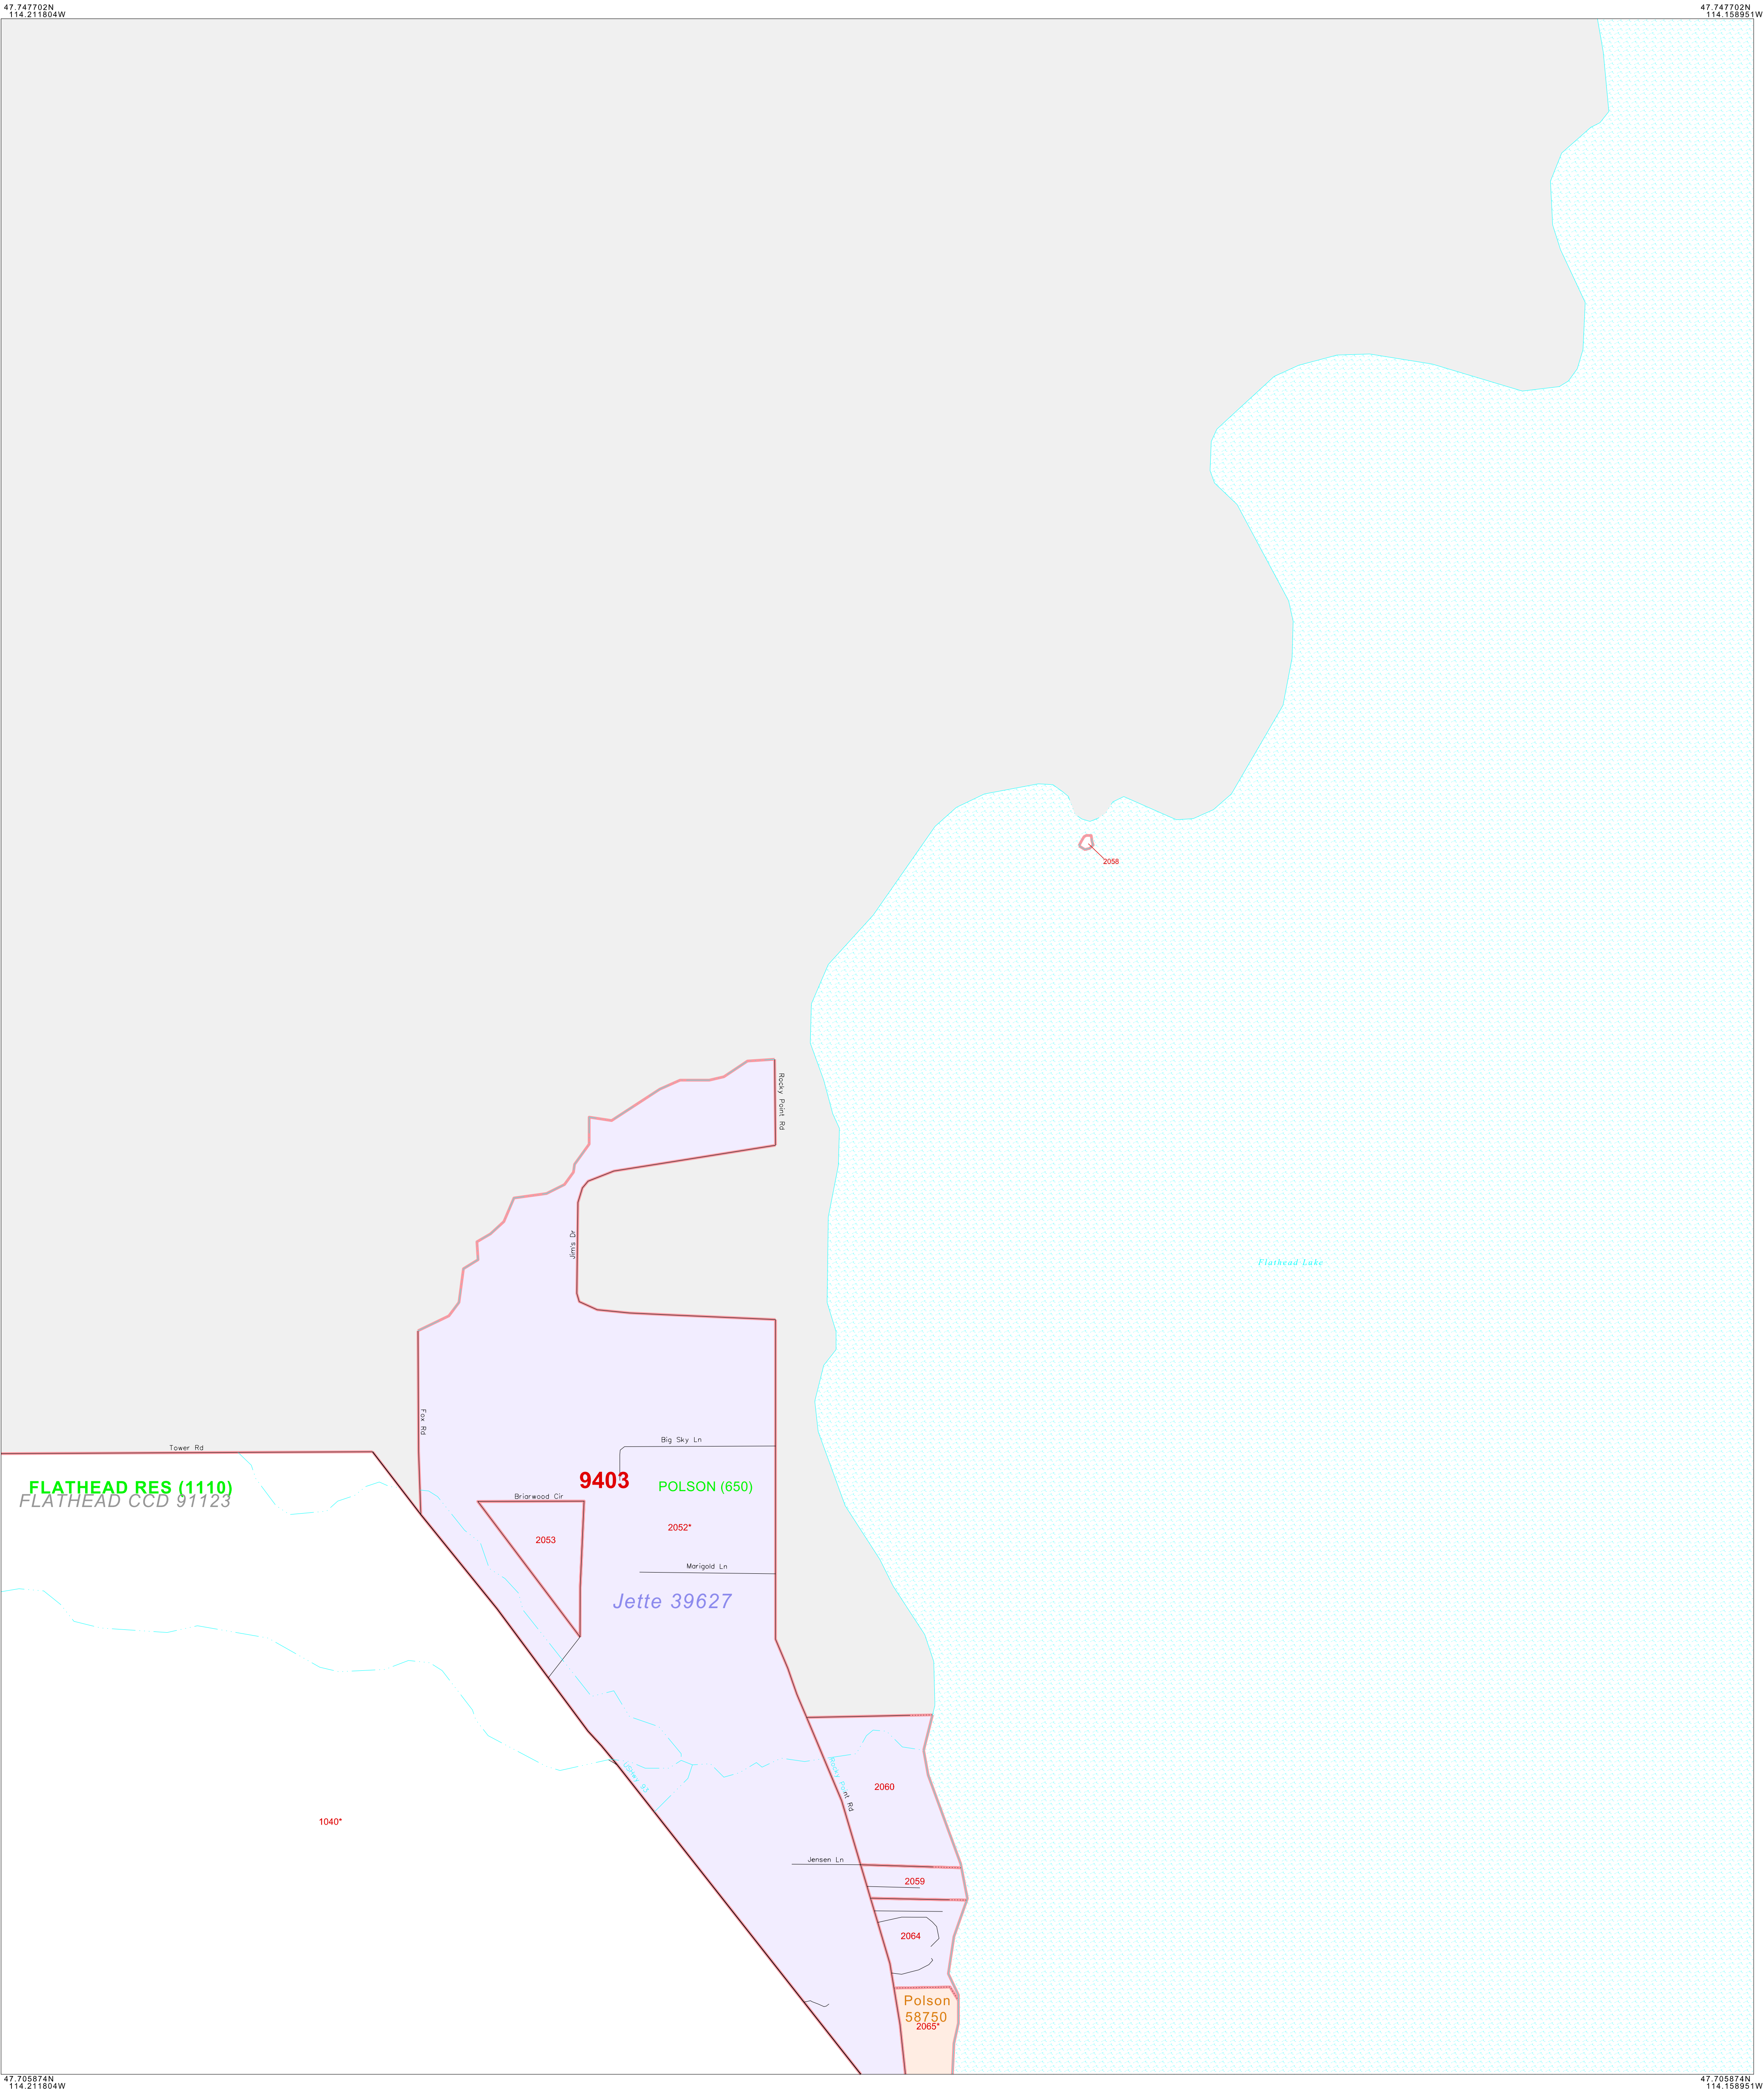 47.747702N
114.211804W
47.747702N
114.158951W
2058
Rocky Point Rd
Jim's Dr
Flathead Lake
Fox Rd
Big Sky Ln
Tower Rd
9403
FLATHEAD RES (1110)
POLSON (650)
FLATHEAD CCD 91123
Briarwood Cir
2052*
2053
Marigold Ln
Jette 39627
Rocky Point Rd
2060
1040*
Jensen Ln
2059
2064
Polson
58750
2065*
47.705874N
114.211804W
47.705874N
114.158951W